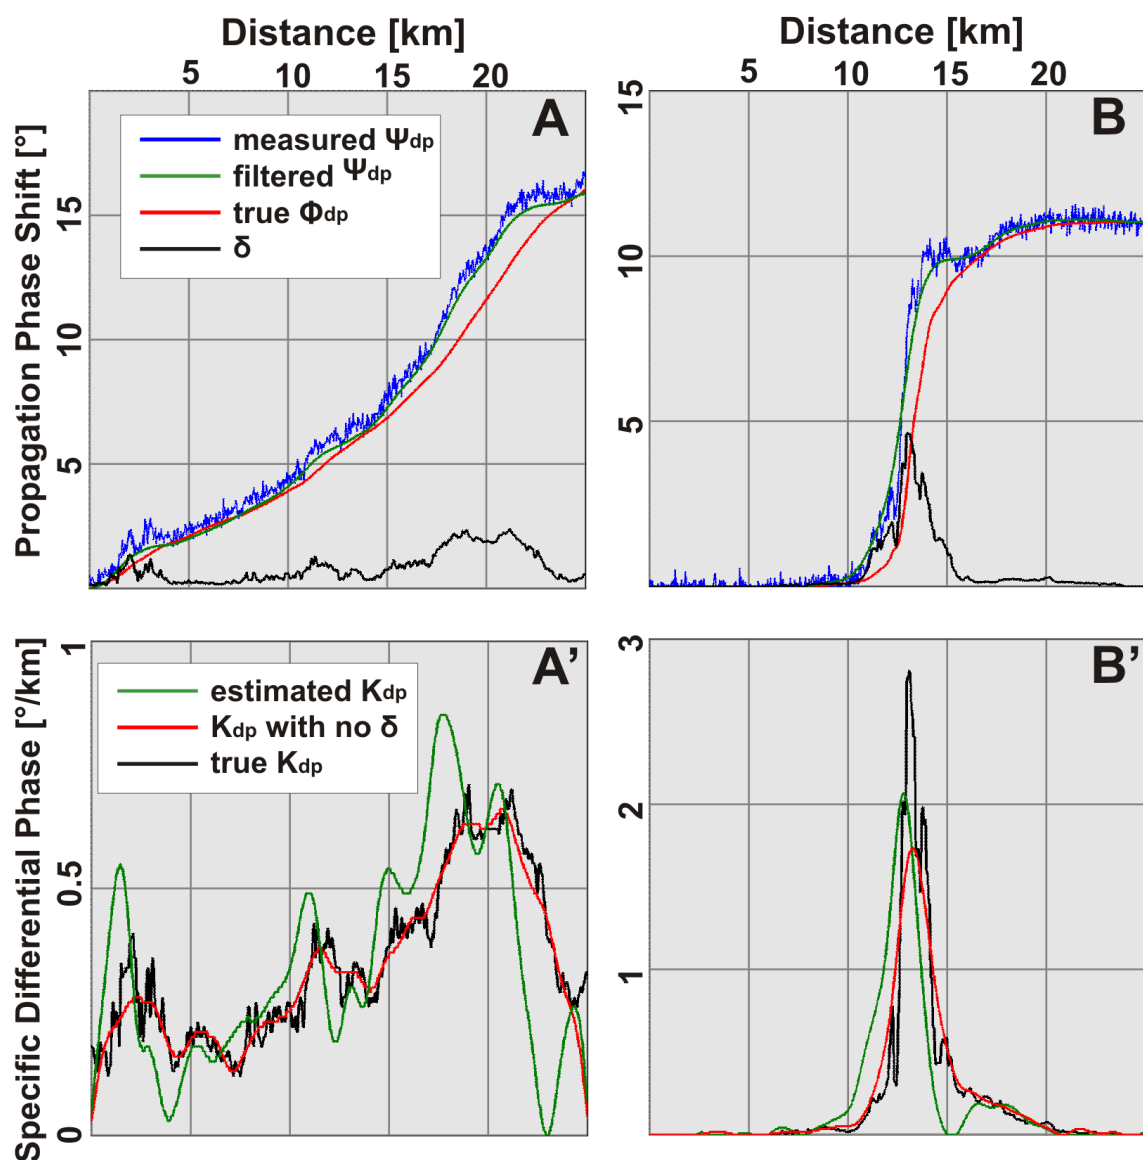 Distance [km]
5 10 15 20
Distance [km]
5 10 15 20
Propagation Phase Shift [°]
15
10
5
A
measured Ψdp
filtered Ψdp
true Φdp
δ
15
10
5
B
Specific Differential Phase [°/km]
1
0.5
0
A’
estimated Kdp
Kdp with no δ
true Kdp
3
2
1
B’